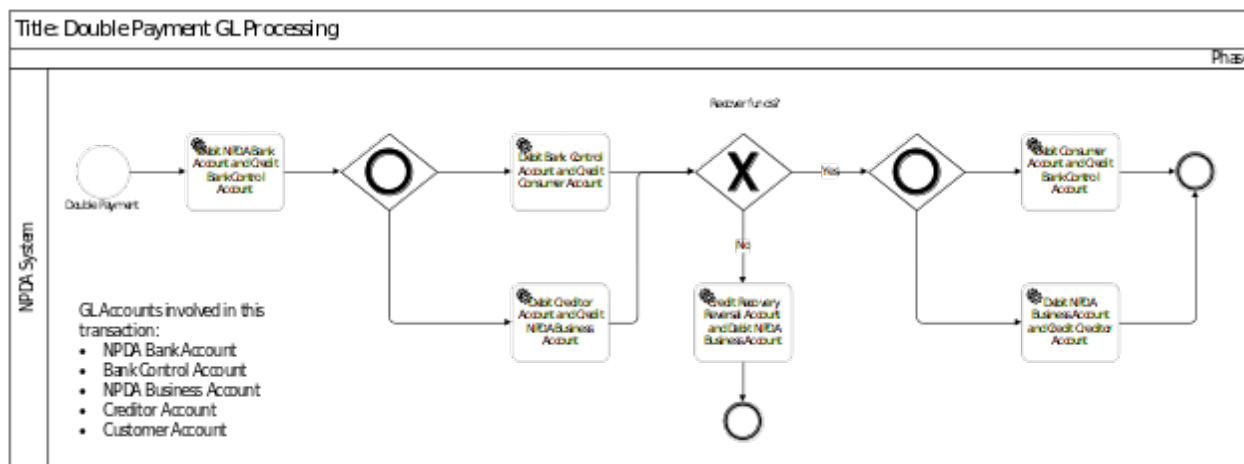 Title: Double Payment GL Processing
Phase
NPDA System
Recover funds?
Double Payment
Debit NPDA Bank
Account and Credit
Bank Control
Account
Debit Bank Control
Account and Credit
Consumer Account
Debit Creditor
Account and Credit
NPDA Business
Account
Yes
No
Credit Recovery
Reversal Account
and Debit NPDA
Business Account
Debit Consumer
Account and Credit
Bank Control
Account
Debit NPDA
Business Account
and Credit Creditor
Account
GL Accounts involved in this
transaction:
• NPDA Bank Account
• Bank Control Account
• NPDA Business Account
• Creditor Account
• Customer Account